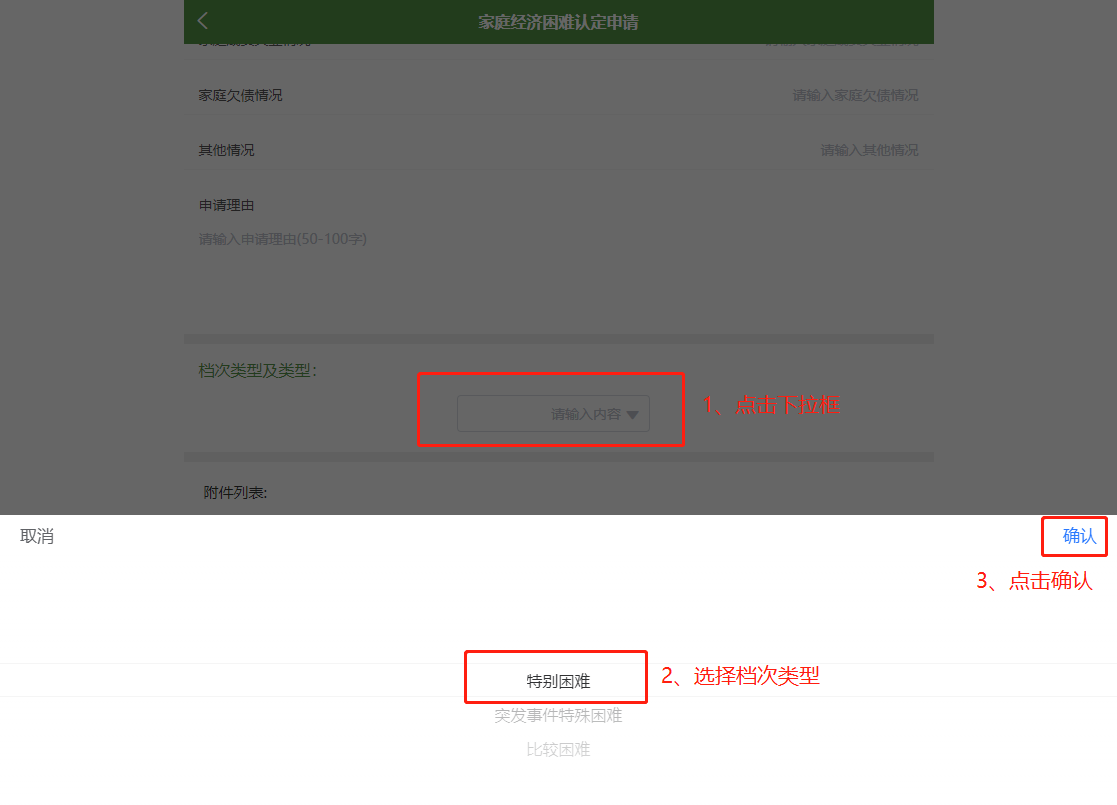 家庭经济困难认定申请
家庭欠债情况 请输入家庭欠债情况
其他情况 请输入其他情况
申请理由
请输入申请理由(50-100字)
档次类型及类型:
请输入内容 1、点击下拉框
附件列表:
取消 确认
3、点击确认
特别困难 2、选择档次类型
突发事件特殊困难
比较困难